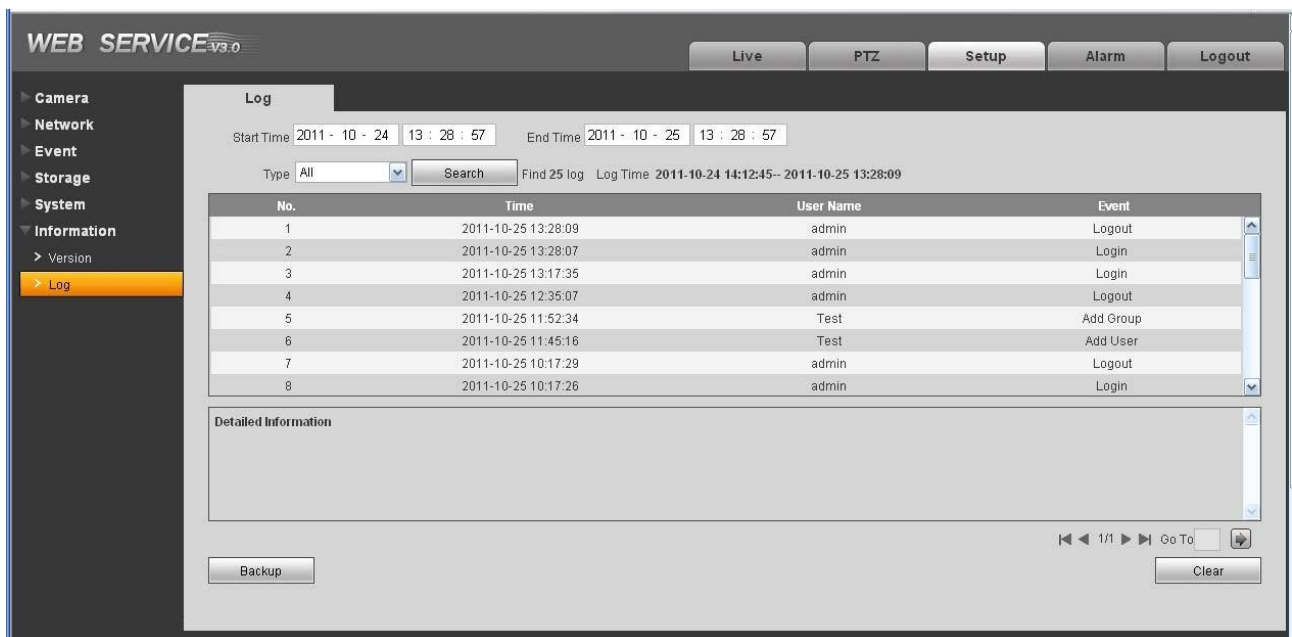 WEB SERVICE V3.0
Live PTZ Setup Alarm Logout
Camera
Network
Event
Storage
System
Information
> Version
> Log
Log
Start Time 2011 - 10 - 24 13 : 28 : 57 End Time 2011 - 10 - 25 13 : 28 : 57
Type All Search Find 25 log Log Time 2011-10-24 14:12:45-- 2011-10-25 13:28:09
No. Time User Name Event
1 2011-10-25 13:28:09 admin Logout
2 2011-10-25 13:28:07 admin Login
3 2011-10-25 13:17:35 admin Login
4 2011-10-25 12:35:07 admin Logout
5 2011-10-25 11:52:34 Test Add Group
6 2011-10-25 11:45:16 Test Add User
7 2011-10-25 10:17:29 admin Logout
8 2011-10-25 10:17:26 admin Login
Detailed Information
1/1 Go To
Backup Clear